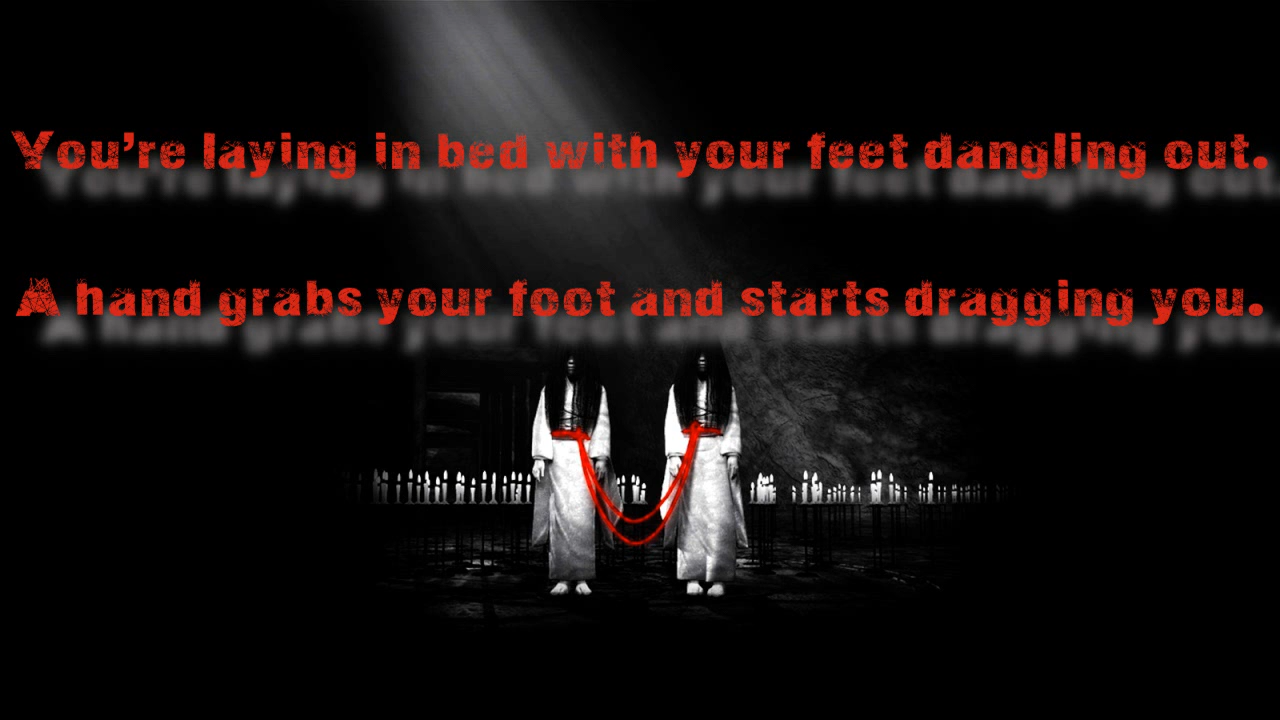 You're laying in bed with your feet dangling out.
A hand grabs your foot and starts dragging you.